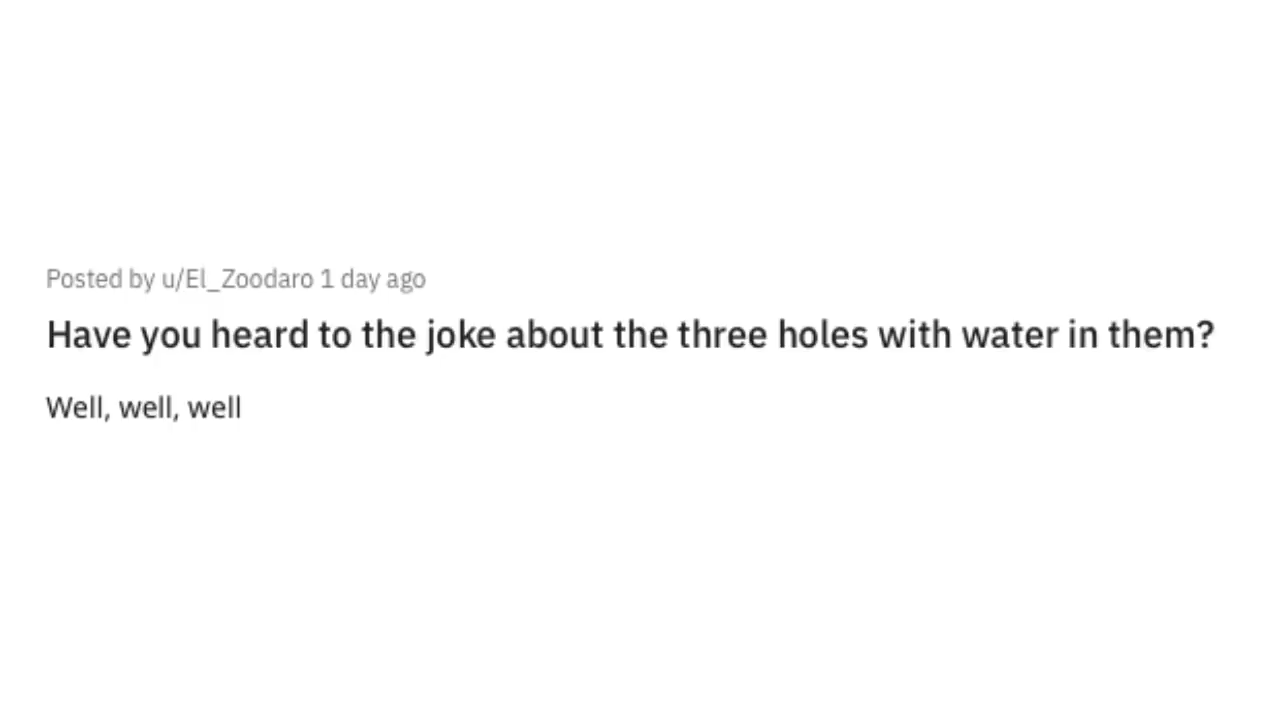 Posted by u/El_Zoodaro 1 day ago
Have you heard to the joke about the three holes with water in them?
Well, well, well